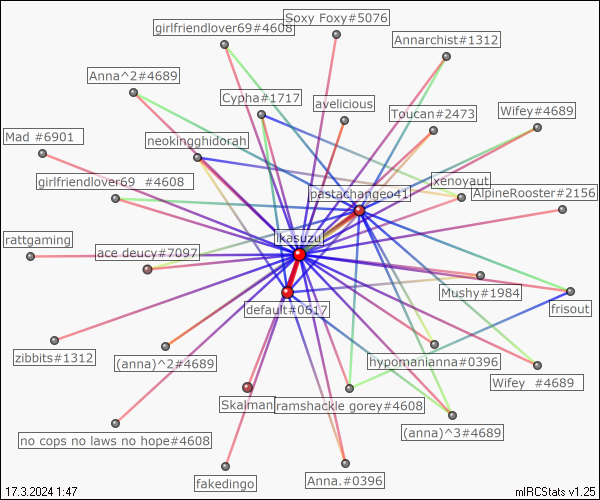 Soxy Foxy#5076
girlfriendlover69#4608
Annarchist#1312
Anna^2#4689
Cypha#1717
avelicious
Toucan#2473
Wifey#4689
Mad #6901
neokingghidorah
girlfriendlover69  #4608
xenoyaut
pastachangeo41
AlpineRooster#2156
rattgaming
ikasuzu
ace deucy#7097
Mushy#1984
default#0617
frisout
zibbits#1312
(anna)^2#4689
hyponanianna#0396
Wifey  #4689
Skaiman
ramshackle gorey#4608
no cops no laws no hope#4608
(anna)^3#4689
fakedingo
Anna.#0396
17.3.2024 1:47
mIRCStats v1.25